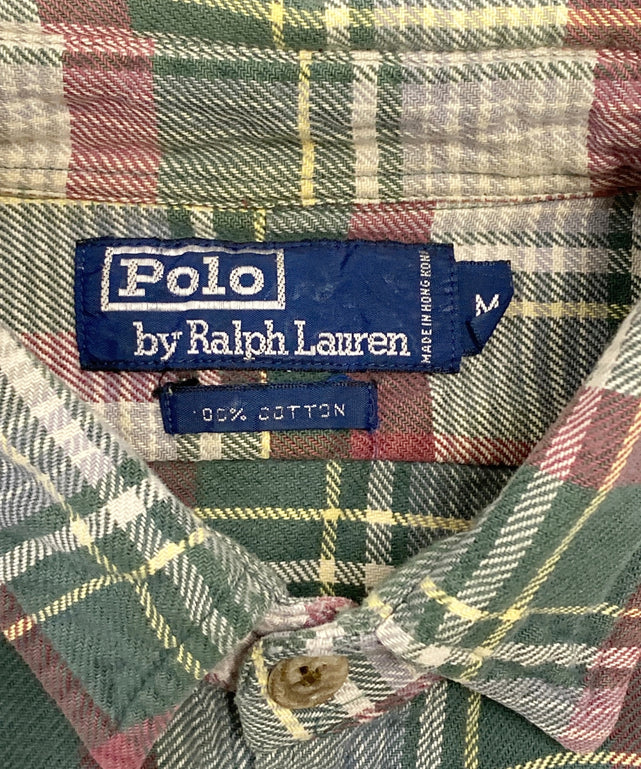 Polo
by Ralph Lauren
MADE IN HONG KONG
M
100% COTTON